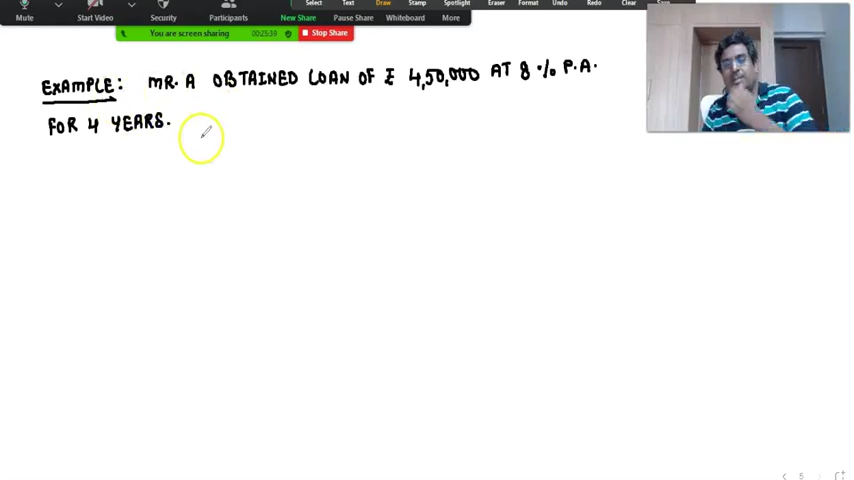 Select Text Draw Stamp Spotlight Eraser Format Undo Redo Clear
Mute Start Video Security Participants New Share Pause Share Whiteboard More
You are screen sharing 00:25:39 Stop Share
EXAMPLE: MR. A OBTAINED LOAN OF £ 4,50,000 AT 8 % P.A.
FOR 4 YEARS.
5